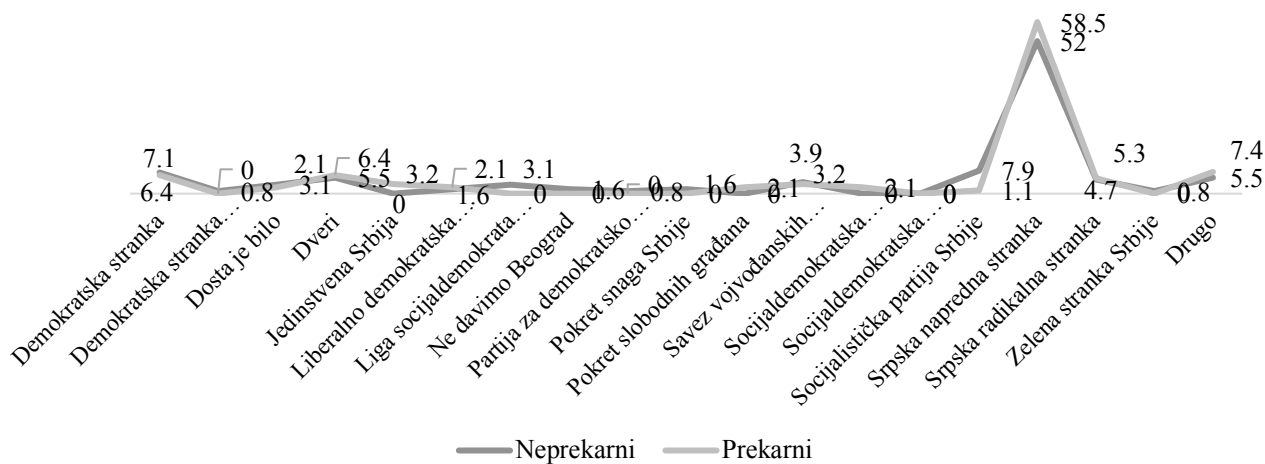 58.5
52
3.9
7.1
0
2.1
6.4
3.2
2.1
3.1
0
1.6
3.2
7.9
5.3
7.4
6.4
0.8
3.1
5.5
0
1.6
0
0
1.6
0.8
0
0
2.1
0
2.1
0
1.1
4.7
0
0.8
5.5
Demokratska stranka
Demokratska stranka…
Dosta je bilo
Dveri
Jedinstvena Srbija
Liberalno demokratska…
Liga socijaldemokrata…
Ne davimo Beograd
Partija za demokratsko…
Pokret snaga Srbije
Pokret slobodnih građana
Savez vojvođanskih…
Socijaldemokratska…
Socijaldemokratska…
Socijalistička partija Srbije
Srpska napredna stranka
Srpska radikalna stranka
Zelena stranka Srbije
Drugo
Neprekarni Prekarni